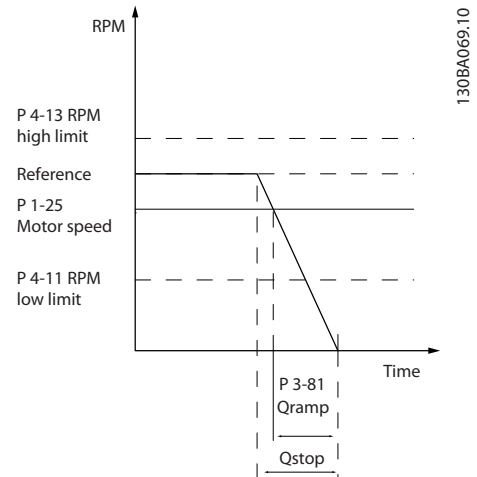 RPM
130BA069.10
P 4-13 RPM
high limit
Reference
P 1-25
Motor speed
P 4-11 RPM
low limit
Time
P 3-81
Qramp
Qstop